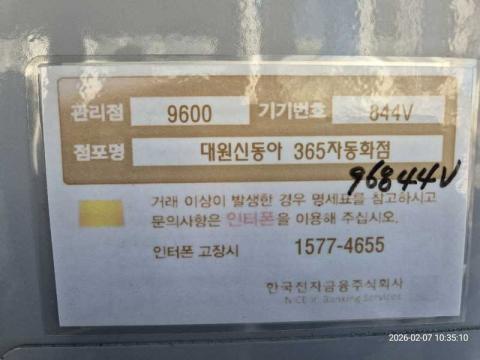 관리점 9600 기기번호 844V
점포명 대원신동아 365자동화점
96844V
거래 이상이 발생한 경우 명세표를 참고하시고
문의사항은 인터폰을 이용해 주십시오.
인터폰 고장시 1577-4655
한국전자금융주식회사
NICE e-Banking Services
2026-02-07 10:35:10